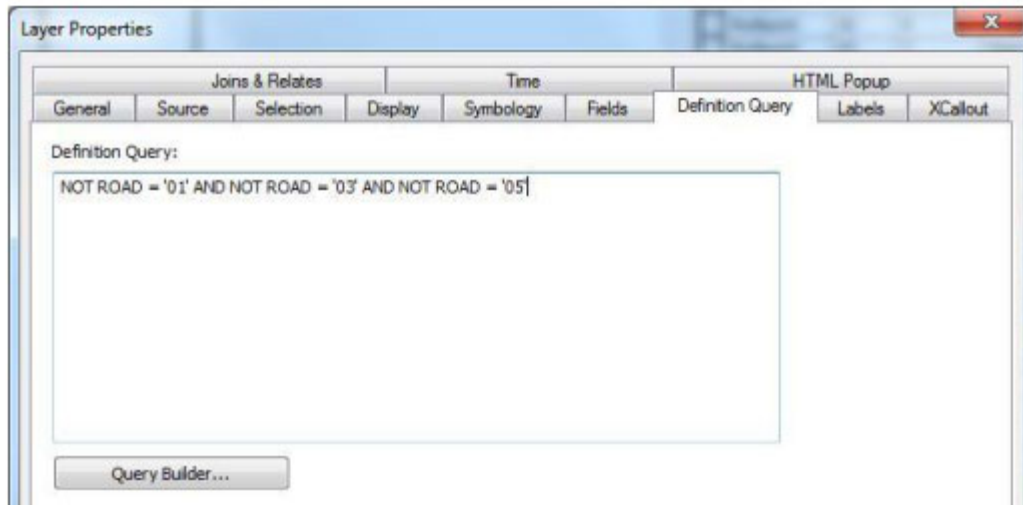 Layer Properties
Joins & Relates Time HTML Popup
General Source Selection Display Symbology Fields Definition Query Labels XCallout
Definition Query:
NOT ROAD = '01' AND NOT ROAD = '03' AND NOT ROAD = '05'
Query Builder...